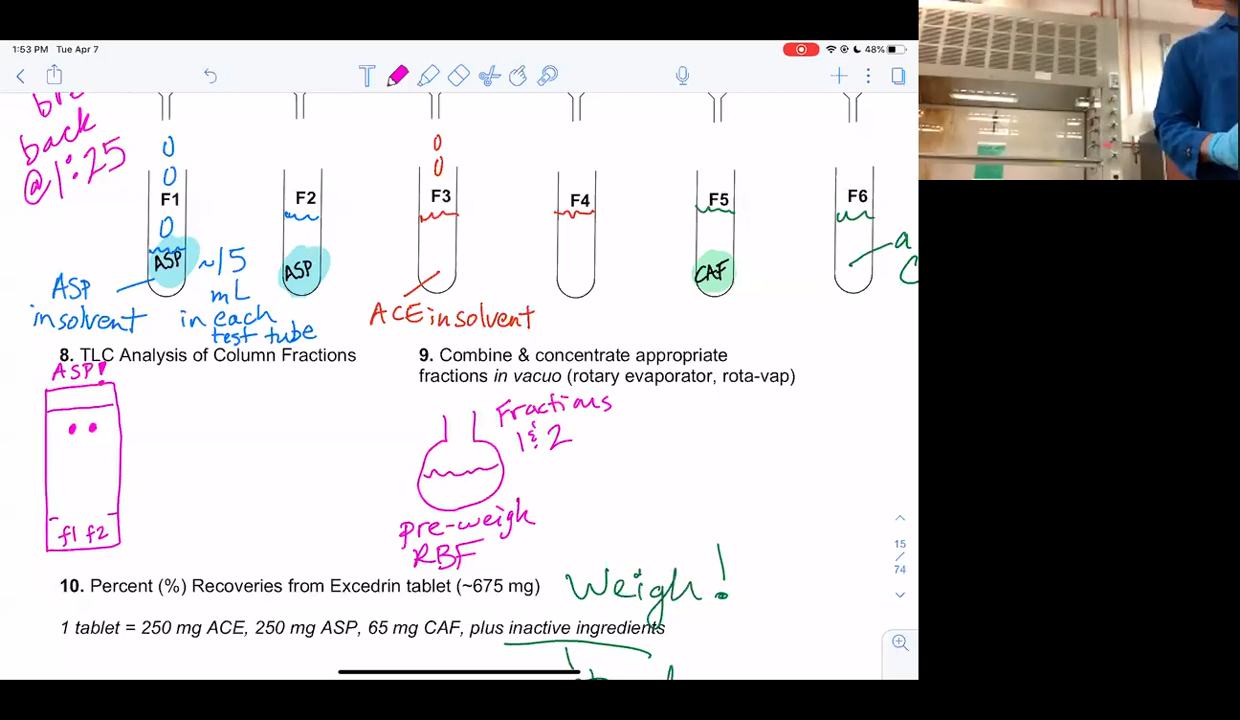 1:53 PM Tue Apr 7
48%
back
@1:25
F1
F2
F3
F4
F5
F6
ASP
ASP
CAF
a
C
~15
mL
in each
test tube
ASP
in solvent
ACE in solvent
8. TLC Analysis of Column Fractions
9. Combine & concentrate appropriate
fractions in vacuo (rotary evaporator, rota-vap)
ASP!
f1 f2
Fractions
1 & 2
Pre-weigh
RBF
10. Percent (%) Recoveries from Excedrin tablet (~675 mg)
Weigh!
1 tablet = 250 mg ACE, 250 mg ASP, 65 mg CAF, plus inactive ingredients
T
15
/
74